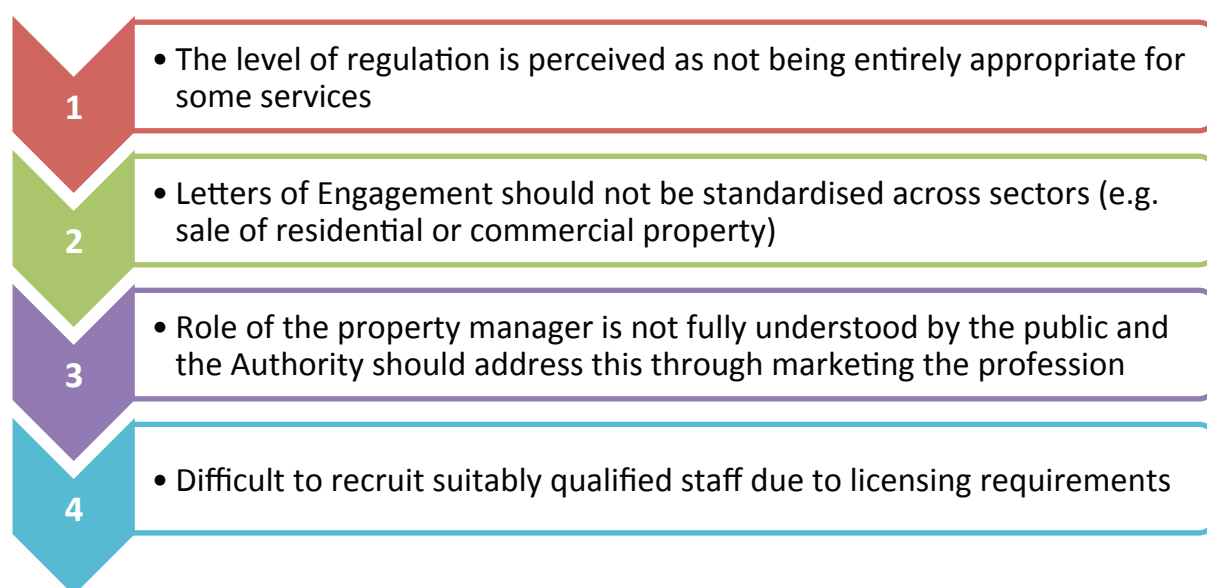 1
• The level of regulation is perceived as not being entirely appropriate for
some services
2
• Letters of Engagement should not be standardised across sectors (e.g.
sale of residential or commercial property)
3
• Role of the property manager is not fully understood by the public and
the Authority should address this through marketing the profession
4
• Difficult to recruit suitably qualified staff due to licensing requirements